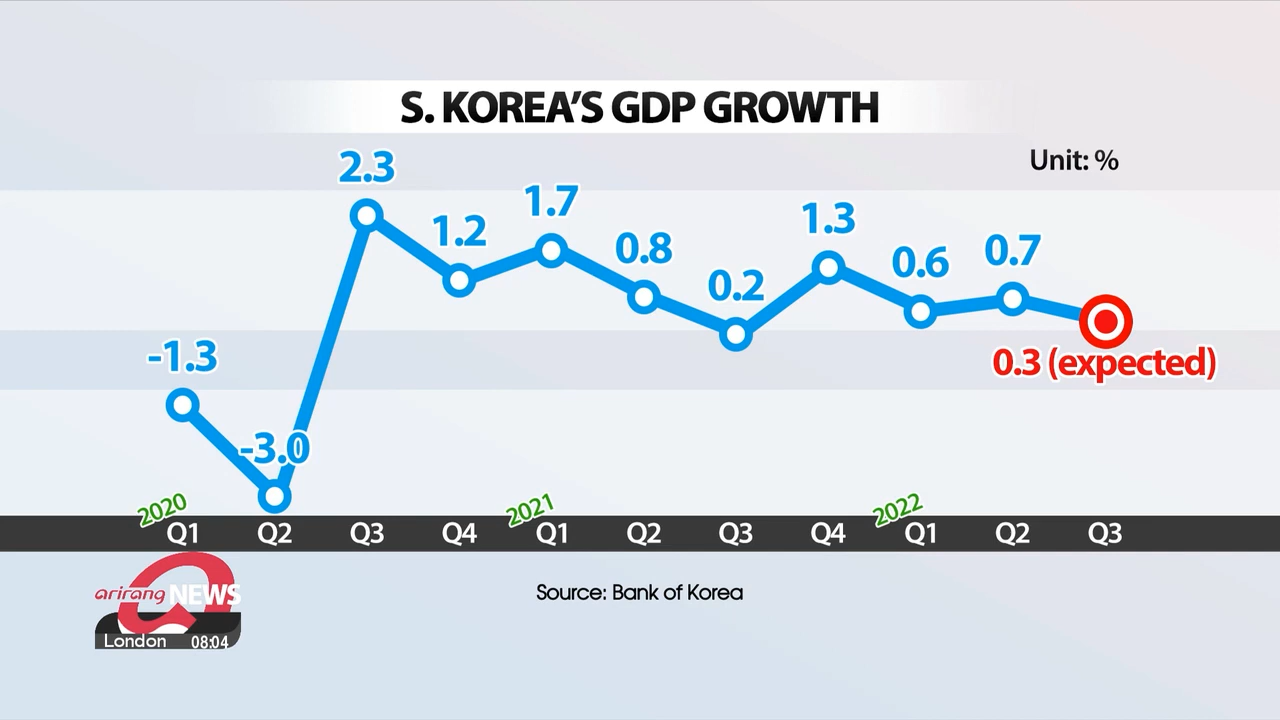 S. KOREA'S GDP GROWTH
Unit: %
2.3
1.2
1.7
0.8
0.2
1.3
0.6
0.7
0.3 (expected)
-1.3
-3.0
2020
2021
2022
Q1 Q2 Q3 Q4 Q1 Q2 Q3 Q4 Q1 Q2 Q3
arirang NEWS
London 08:04
Source: Bank of Korea